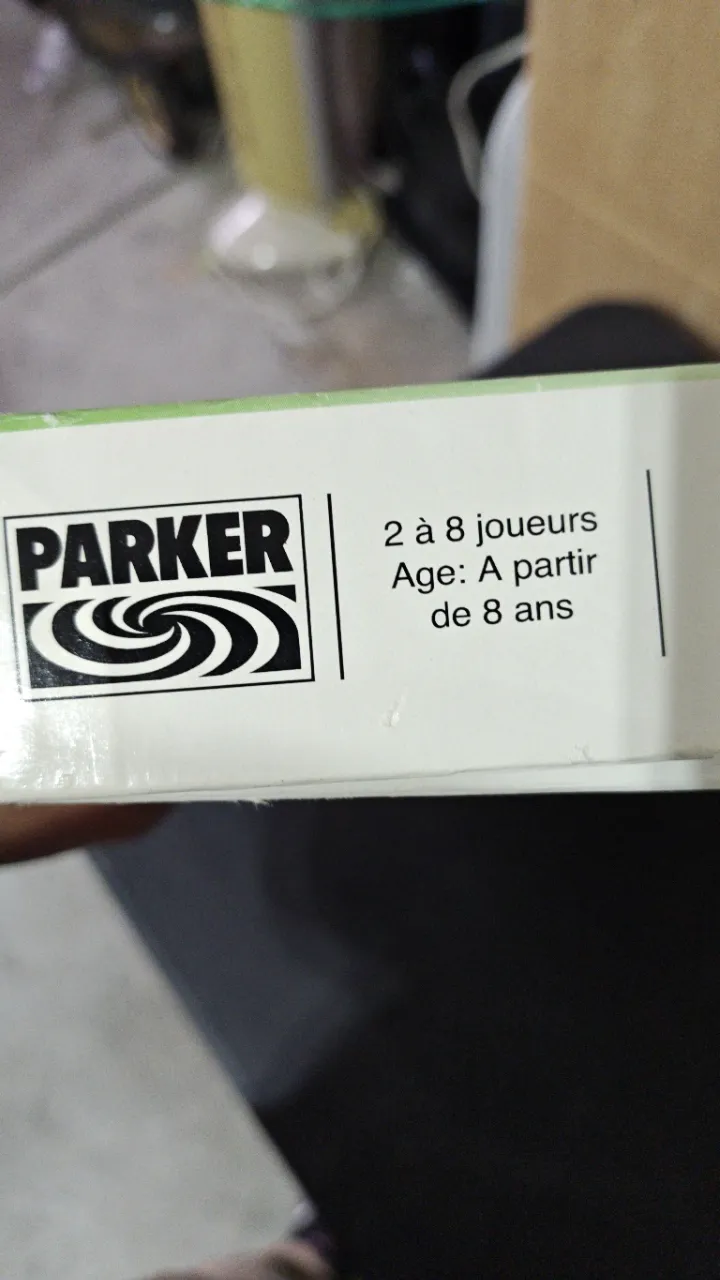 PARKER
2 à 8 joueurs
Age: A partir
de 8 ans